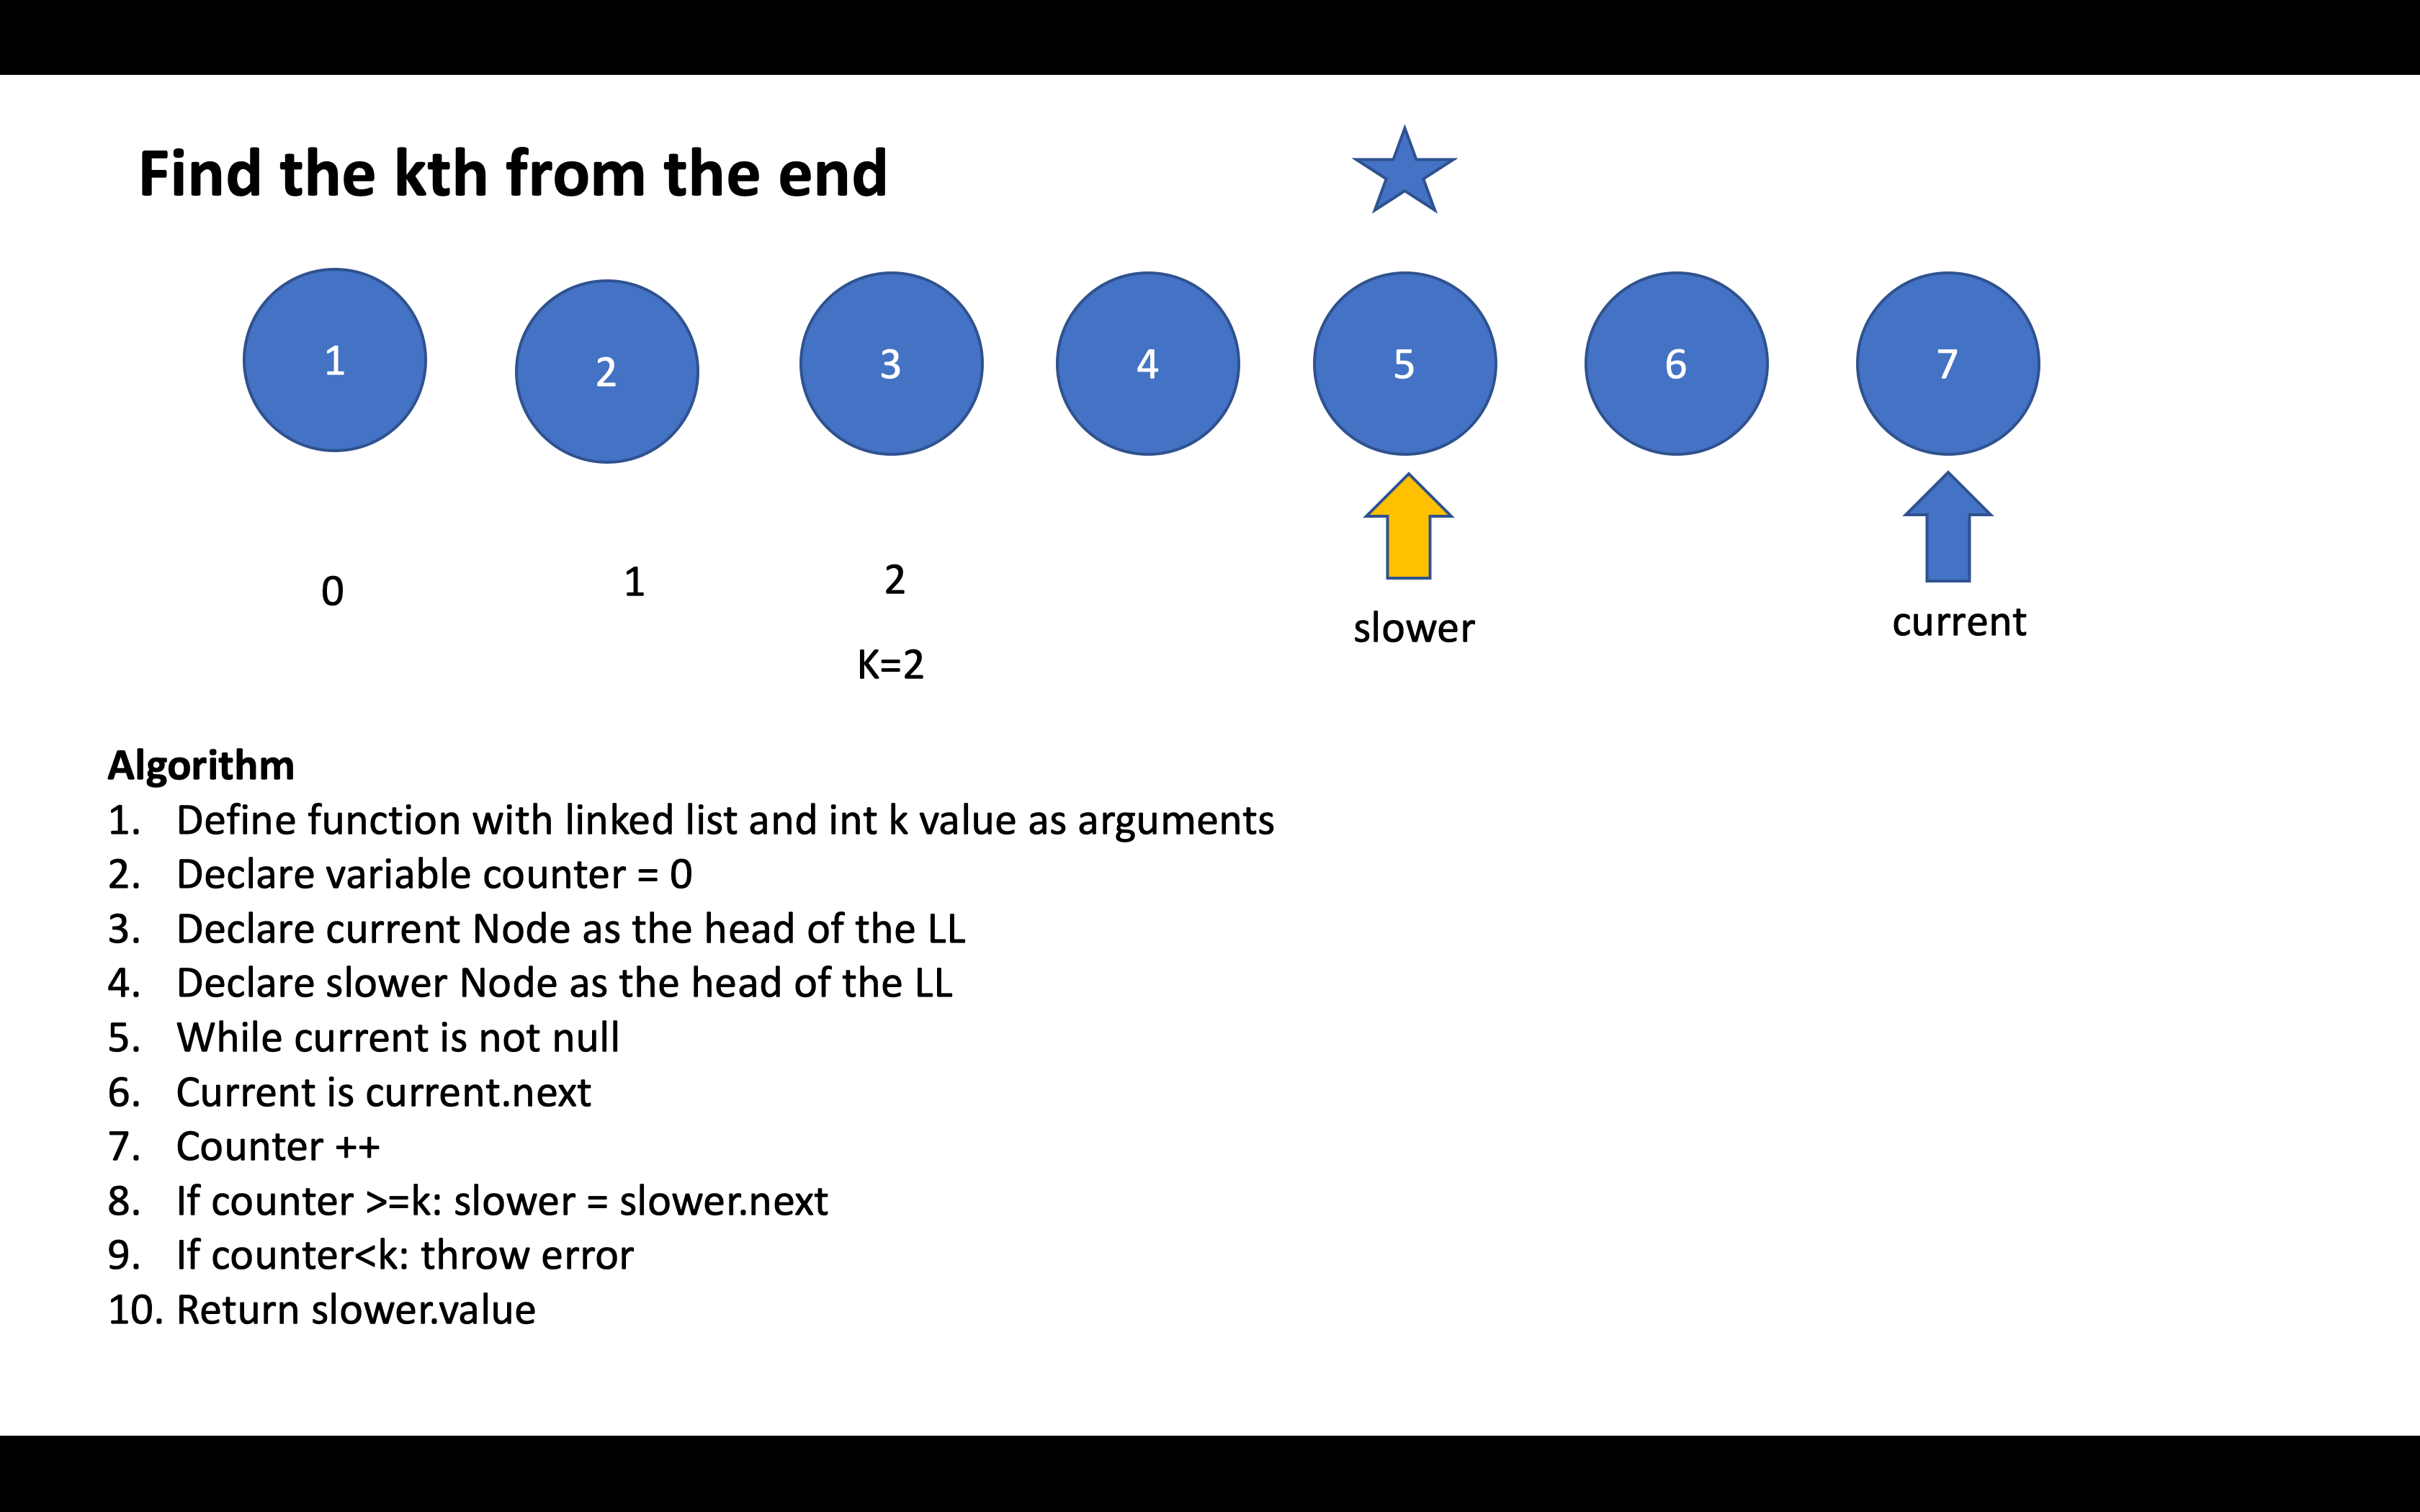 Find the kth from the end
1 2 3 4 5 6 7
0 1 2
K=2
slower
current
Algorithm
1. Define function with linked list and int k value as arguments
2. Declare variable counter = 0
3. Declare current Node as the head of the LL
4. Declare slower Node as the head of the LL
5. While current is not null
6. Current is current.next
7. Counter ++
8. If counter >=k: slower = slower.next
9. If counter<k: throw error
10. Return slower.value